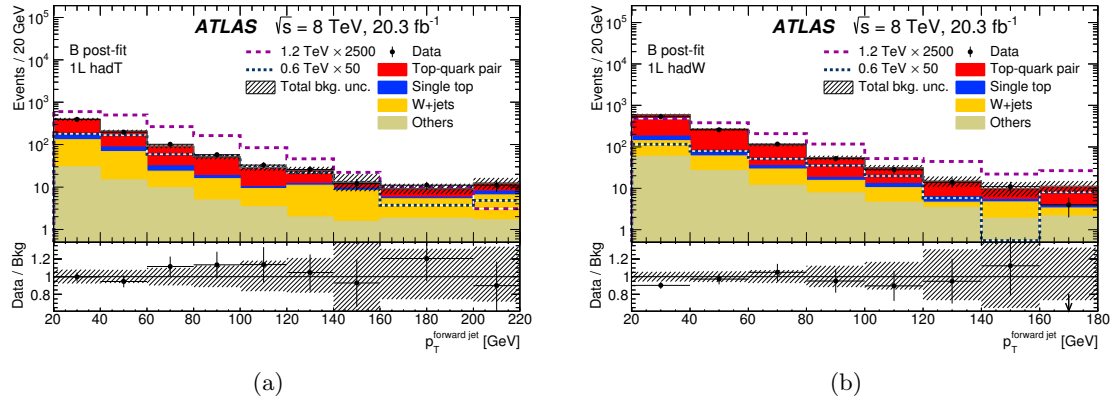 ATLAS √s = 8 TeV, 20.3 fb⁻¹
B post-fit
1L hadT
1.2 TeV × 2500
0.6 TeV × 50
Total bkg. unc.
Data
Top-quark pair
Single top
W+jets
Others
Events / 20 GeV
10⁵
10⁴
10³
10²
10
1
Data / Bkg
1.2
1
0.8
20 40 60 80 100 120 140 160 180 200 220
p_T^forward jet [GeV]
(a)
ATLAS √s = 8 TeV, 20.3 fb⁻¹
B post-fit
1L hadW
1.2 TeV × 2500
0.6 TeV × 50
Total bkg. unc.
Data
Top-quark pair
Single top
W+jets
Others
Events / 20 GeV
10⁵
10⁴
10³
10²
10
1
Data / Bkg
1.2
1
0.8
20 40 60 80 100 120 140 160 180
p_T^forward jet [GeV]
(b)